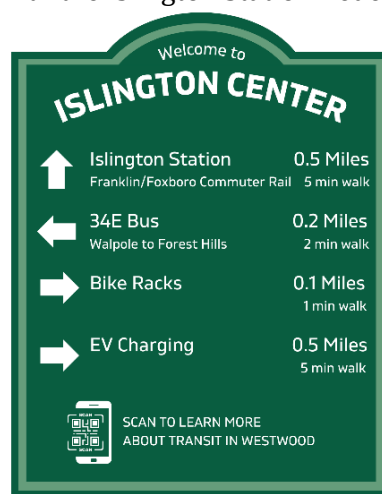 Welcome to
ISLINGTON CENTER
Islington Station 0.5 Miles
Franklin/Foxboro Commuter Rail 5 min walk
34E Bus 0.2 Miles
Walpole to Forest Hills 2 min walk
Bike Racks 0.1 Miles
1 min walk
EV Charging 0.5 Miles
5 min walk
SCAN TO LEARN MORE
ABOUT TRANSIT IN WESTWOOD